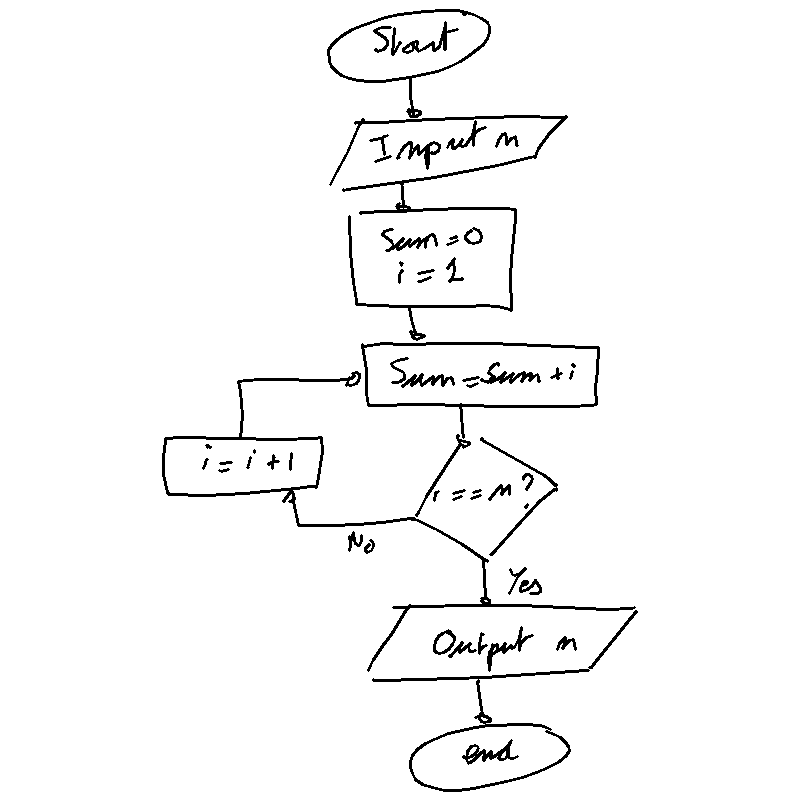 Start
Input n
Sum = 0
i = 1
Sum = Sum + i
i = i + 1
i == n ?
No
Yes
Output n
end